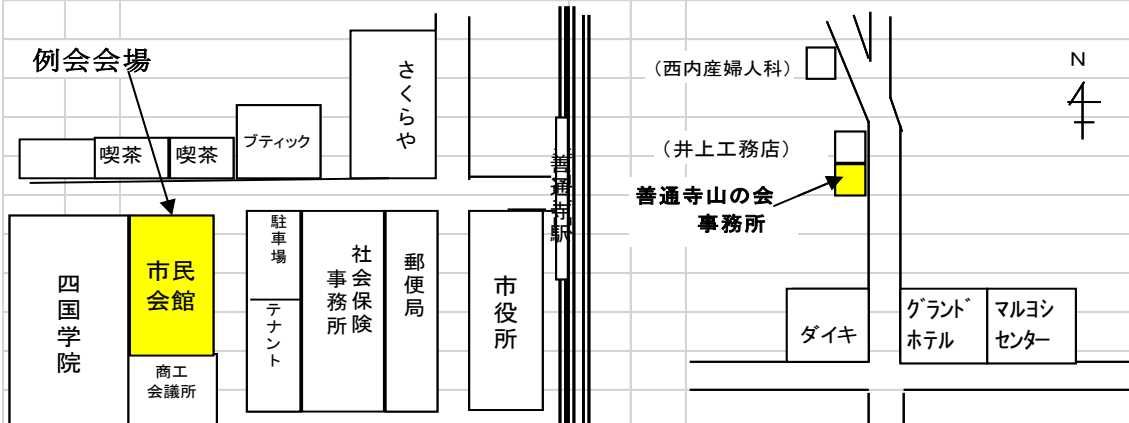 例会会場
喫茶
喫茶
ブティック
さくらや
善通寺駅
四国学院
市民
会館
商工
会議所
駐車場
テナント
社会保険
事務所
郵便局
市役所
（西内産婦人科）
（井上工務店）
善通寺山の会
事務所
N
ダイキ
グランド
ホテル
マルヨシ
センター